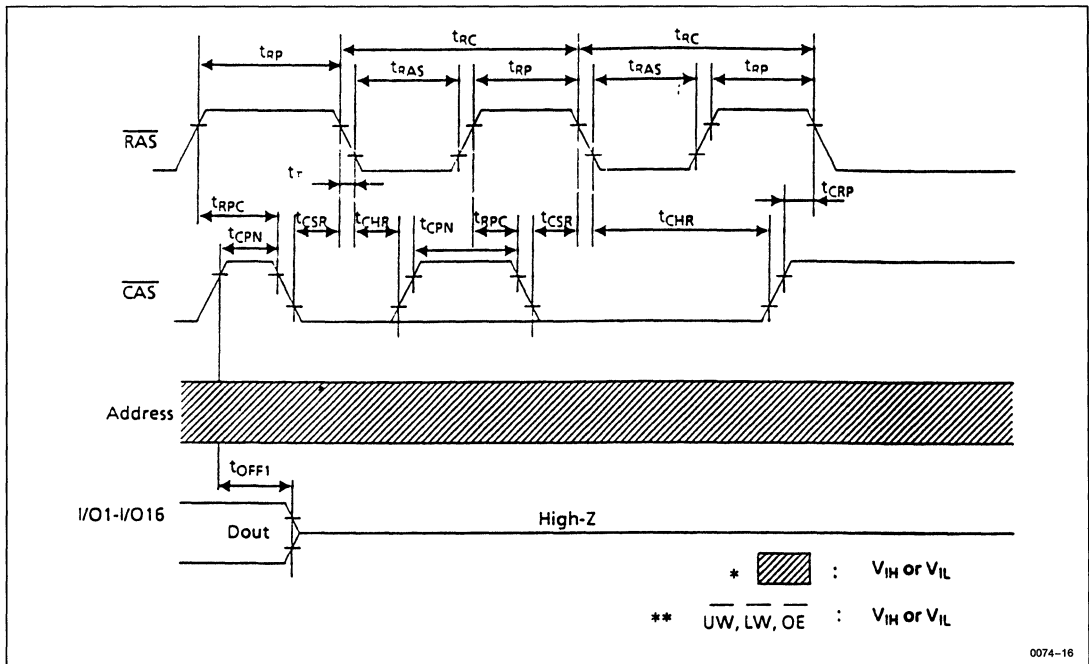 tRC tRC
tRP
tRAS tRP tRAS tRP
RAS
tT
tCRP
tRPC
tCSR tCHR tCPN tRPC tCSR tCHR
tCPN
CAS
*
Address
tOFF1
I/O1-I/O16
Dout High-Z
* : VIH or VIL
** UW, LW, OE : VIH or VIL
0074-16